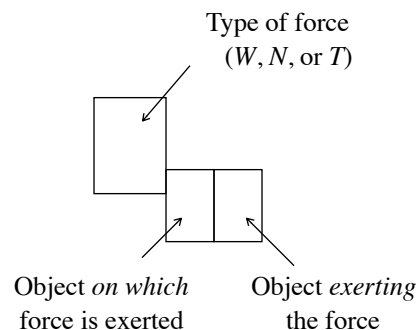 Type of force
(W, N, or T)
Object on which
force is exerted
Object exerting
the force